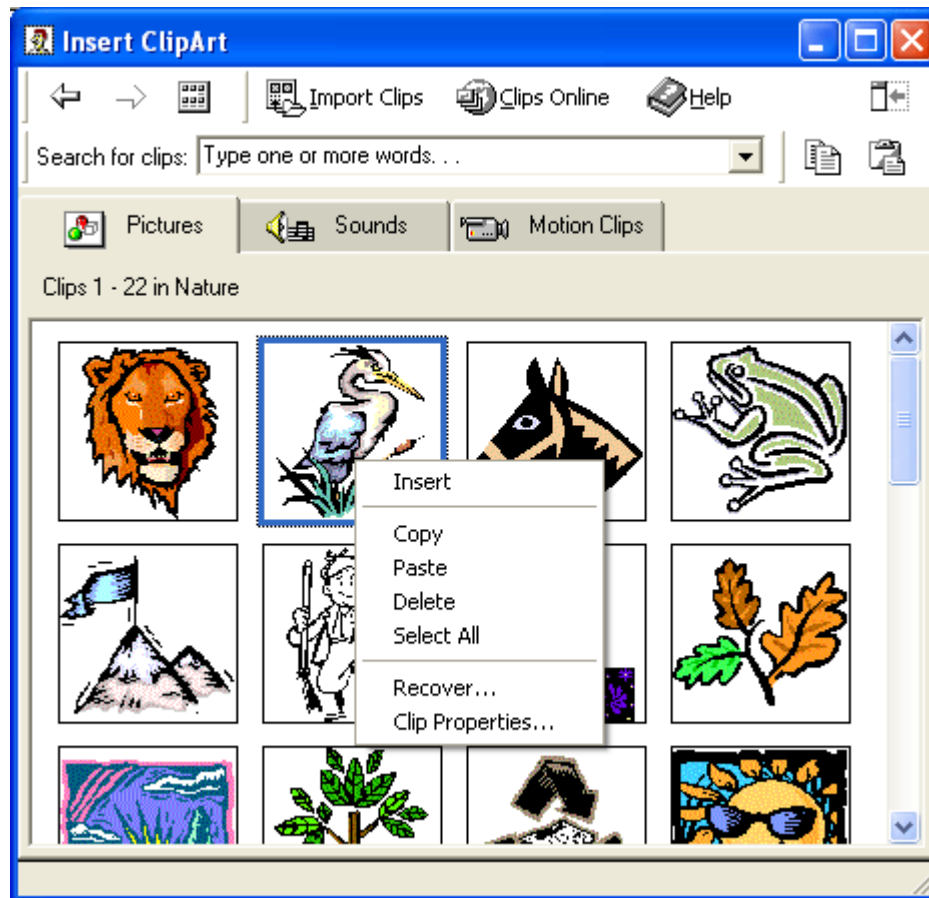 Insert ClipArt
Import Clips Clips Online Help
Search for clips: Type one or more words. . .
Pictures Sounds Motion Clips
Clips 1 - 22 in Nature
Insert
Copy
Paste
Delete
Select All
Recover...
Clip Properties...